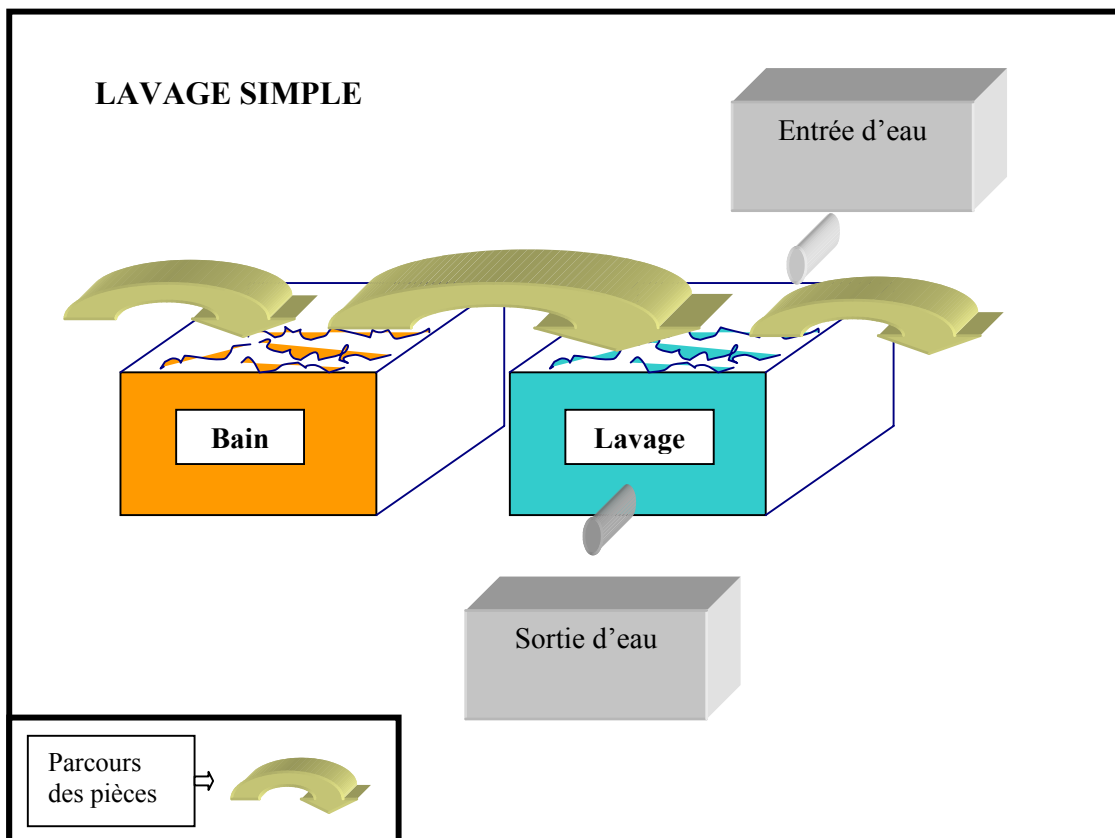 LAVAGE SIMPLE
Entrée d’eau
Bain
Lavage
Sortie d’eau
Parcours
des pièces